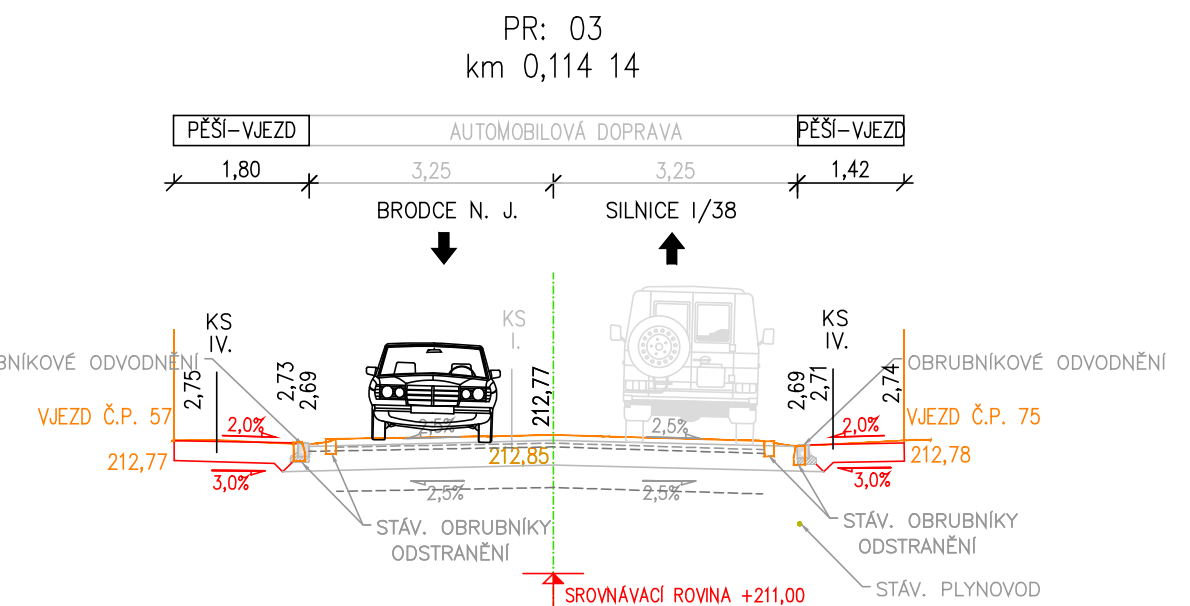 PR: 03
km 0,114 14
PĚŠÍ-VJEZD
AUTOMOBILOVÁ DOPRAVA
PĚŠÍ-VJEZD
1,80
3,25
3,25
1,42
BRODCE N. J.
SILNICE I/38
KS
IV.
KS
I.
KS
IV.
BNÍKOVÉ ODVODNĚNÍ
OBRUBNÍKOVÉ ODVODNĚNÍ
2,75
2,73
2,69
212,77
2,69
2,71
2,74
VJEZD Č.P. 57
VJEZD Č.P. 75
2,0%
2,5%
2,5%
2,0%
212,77
212,85
212,78
3,0%
2,5%
2,5%
3,0%
STÁV. OBRUBNÍKY
ODSTRANĚNÍ
STÁV. OBRUBNÍKY
ODSTRANĚNÍ
STÁV. PLYNOVOD
SROVNÁVACÍ ROVINA +211,00